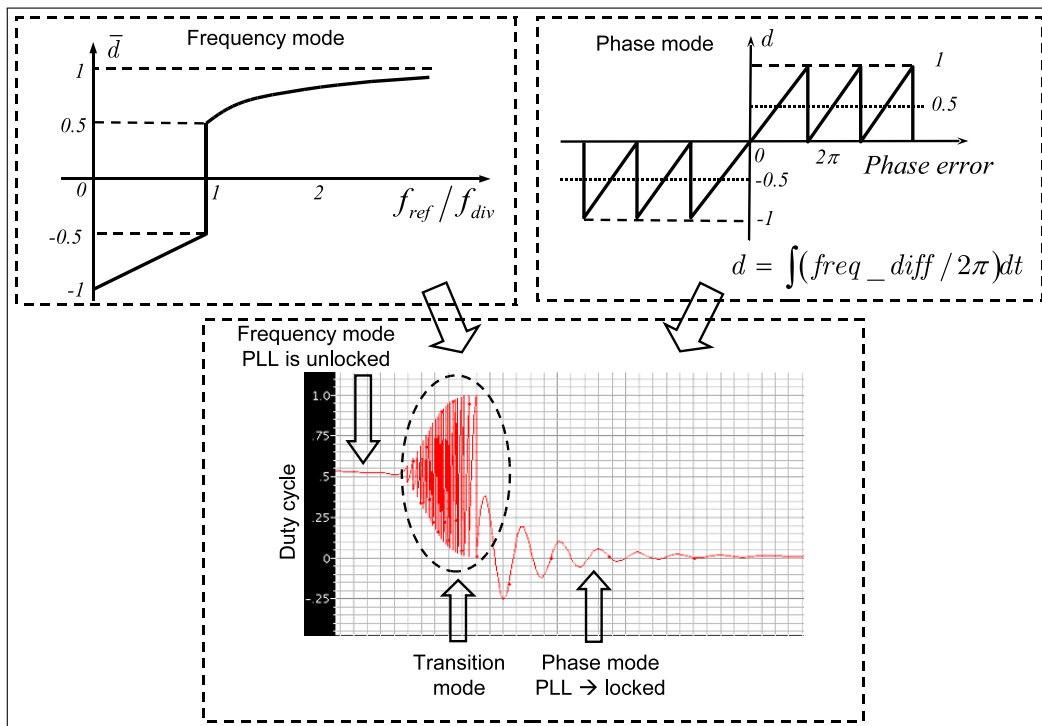 Frequency mode
d̅
1
0.5
0
1
2
f_ref / f_div
-0.5
-1
Phase mode
d
1
0.5
0
2π
Phase error
-0.5
-1
d = ∫(freq _ diff / 2π)dt
Frequency mode
PLL is unlocked
Duty cycle
1.0
.75
.5
.25
0
-.25
Transition
mode
Phase mode
PLL → locked